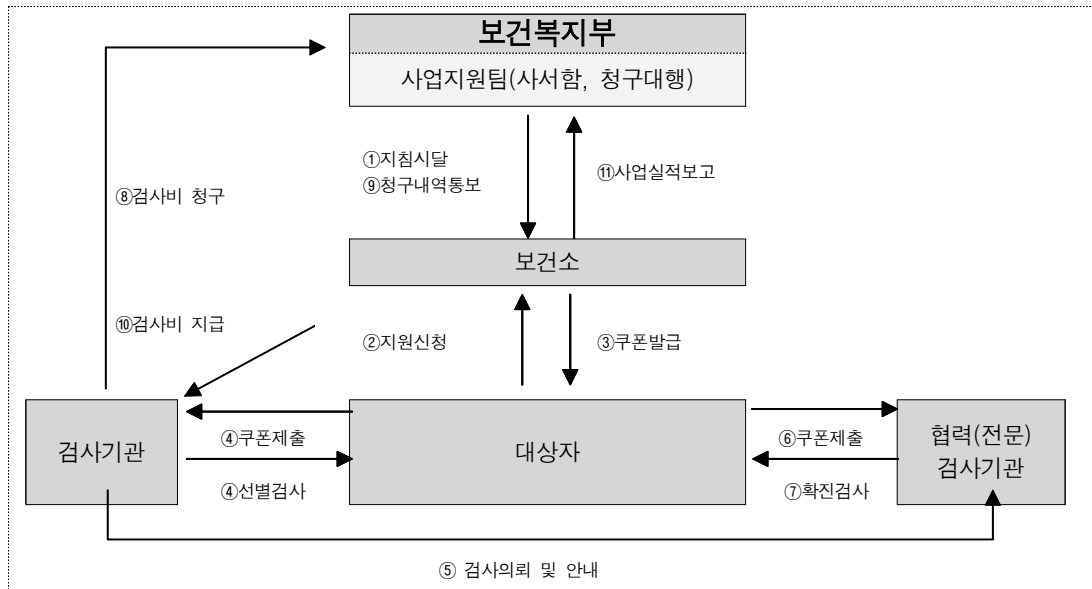 보건복지부
사업지원팀(사서함, 청구대행)
①지침시달
⑨청구내역통보
⑪사업실적보고
⑧검사비 청구
보건소
⑩검사비 지급
②지원신청
③쿠폰발급
검사기관
④쿠폰제출
④선별검사
대상자
⑥쿠폰제출
⑦확진검사
협력(전문)
검사기관
⑤ 검사의뢰 및 안내